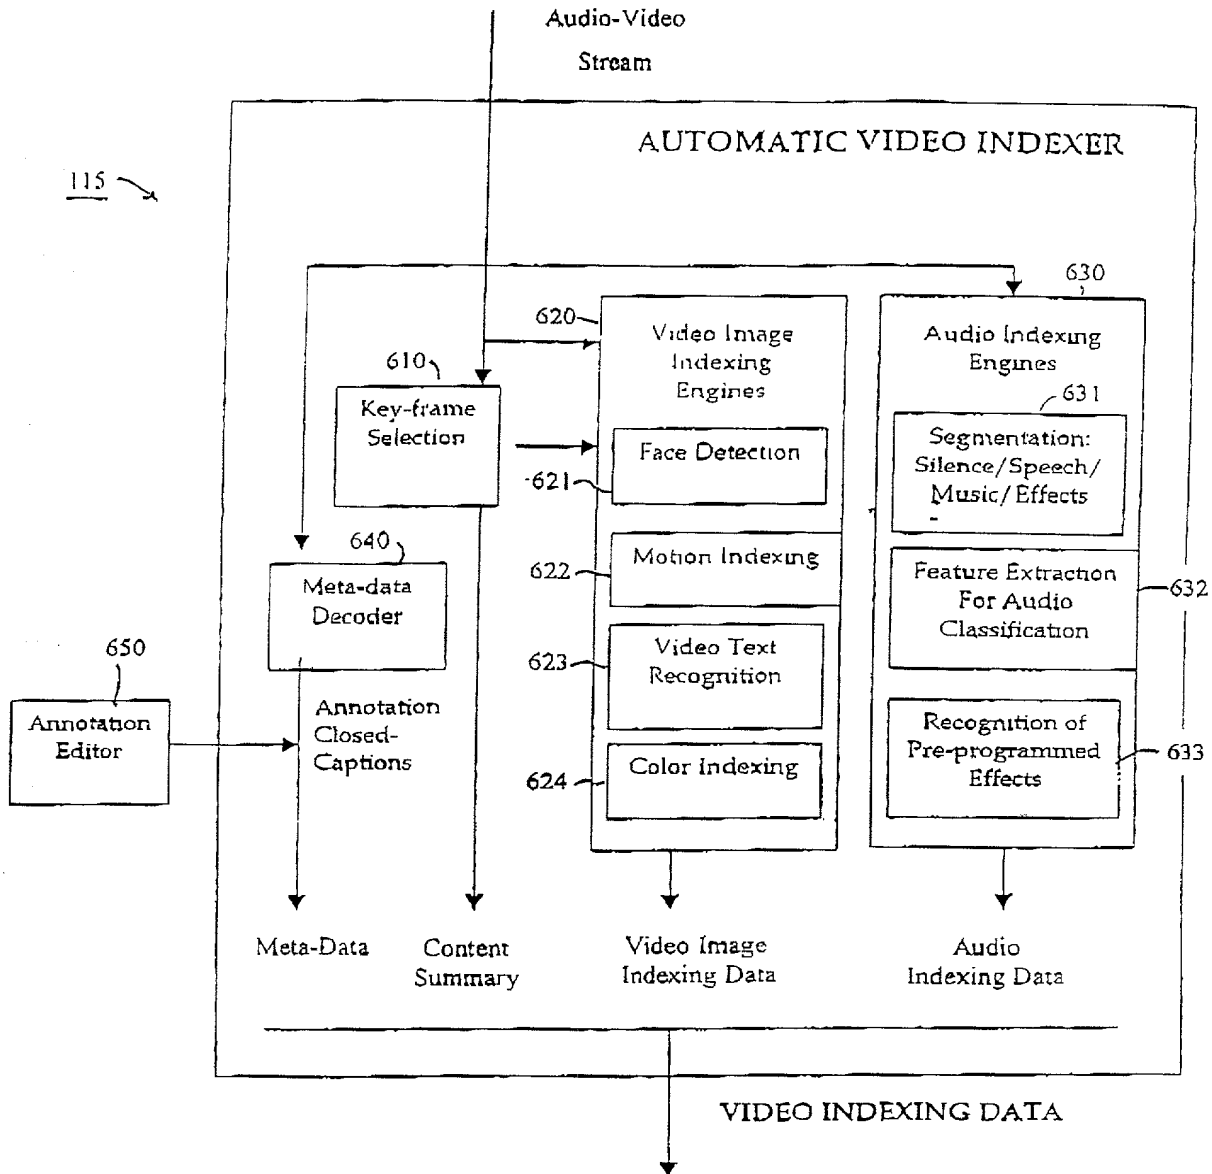 Audio-Video
Stream
AUTOMATIC VIDEO INDEXER
115
630
620
Video Image
Indexing
Engines
Audio Indexing
Engines
610
Key-frame
Selection
631
Face Detection
621
Segmentation:
Silence/Speech/
Music/Effects
640
Meta-data
Decoder
622
Motion Indexing
Feature Extraction
For Audio
Classification
632
650
Annotation
Editor
Annotation
Closed-
Captions
623
Video Text
Recognition
Recognition of
Pre-programmed
Effects
633
624
Color Indexing
Meta-Data
Content
Summary
Video Image
Indexing Data
Audio
Indexing Data
VIDEO INDEXING DATA